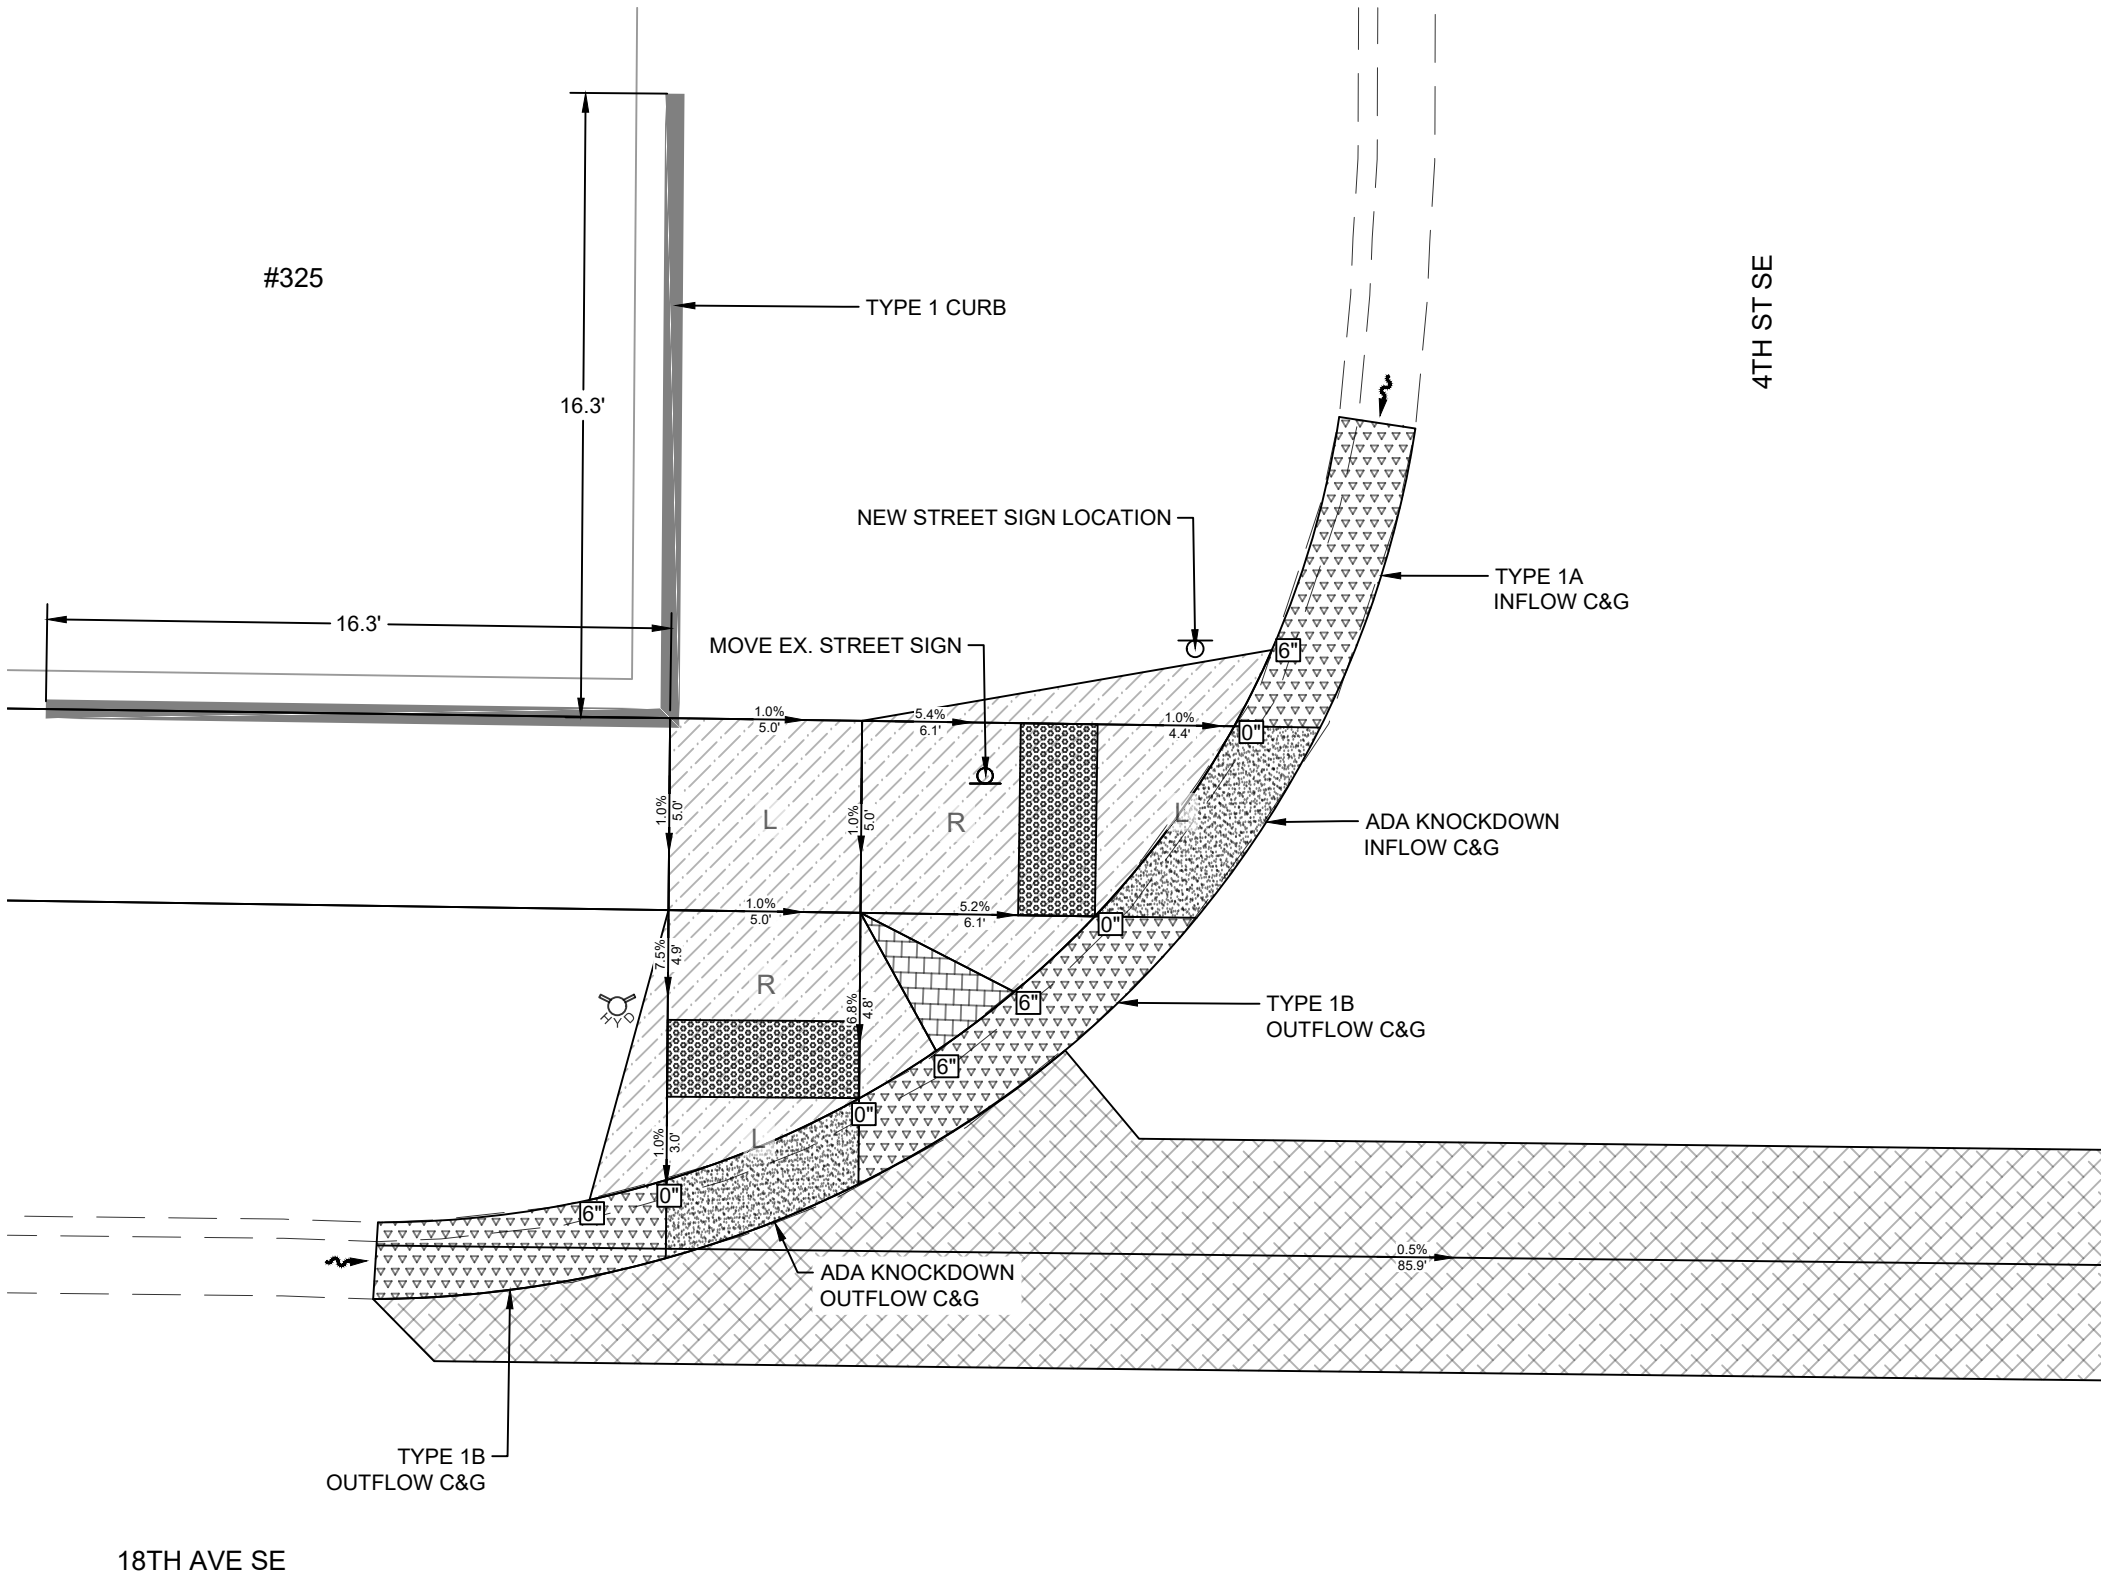 #325
4TH ST SE
TYPE 1 CURB
16.3'
NEW STREET SIGN LOCATION
TYPE 1A
INFLOW C&G
16.3'
MOVE EX. STREET SIGN
6"
1.0%
5.0'
5.4%
6.1'
1.0%
4.4'
0"
1.0%
5.0'
L
1.0%
5.0'
R
L
ADA KNOCKDOWN
INFLOW C&G
1.0%
5.0'
5.2%
6.1'
0"
7.5%
4.9'
R
6.8%
4.8'
HYD
6"
TYPE 1B
OUTFLOW C&G
6"
0"
L
1.0%
3.0'
0"
6"
0.5%
85.9'
ADA KNOCKDOWN
OUTFLOW C&G
TYPE 1B
OUTFLOW C&G
18TH AVE SE